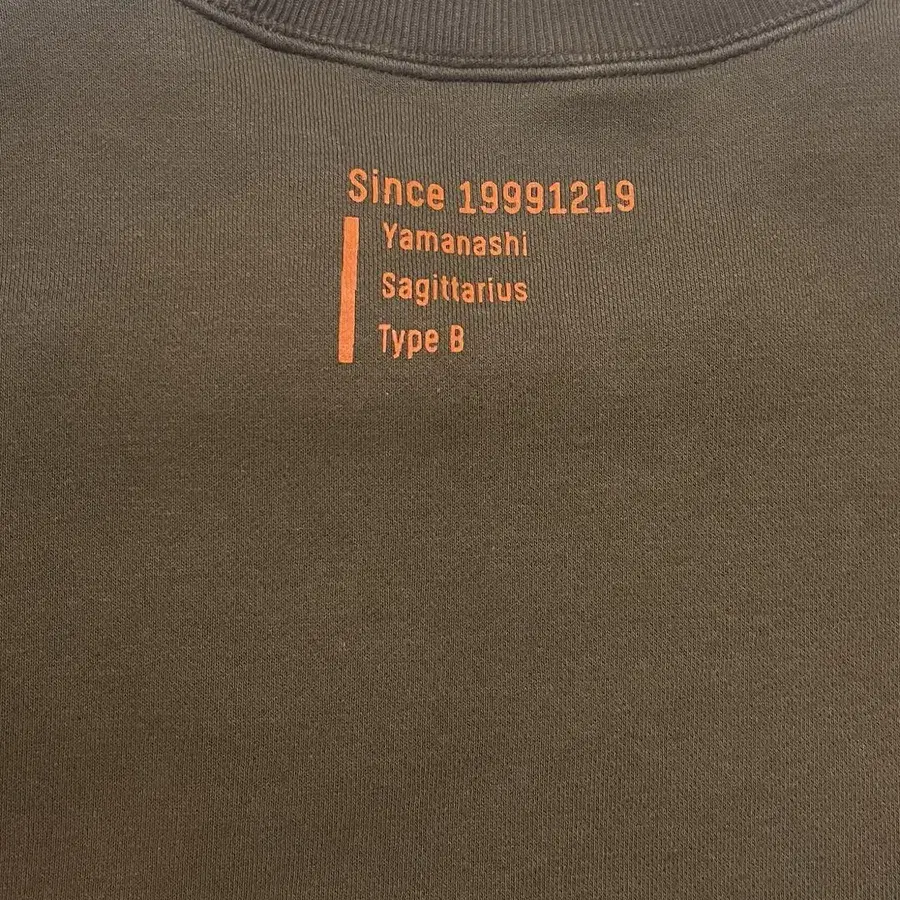 Since 19991219
Yamanashi
Sagittarius
Type B